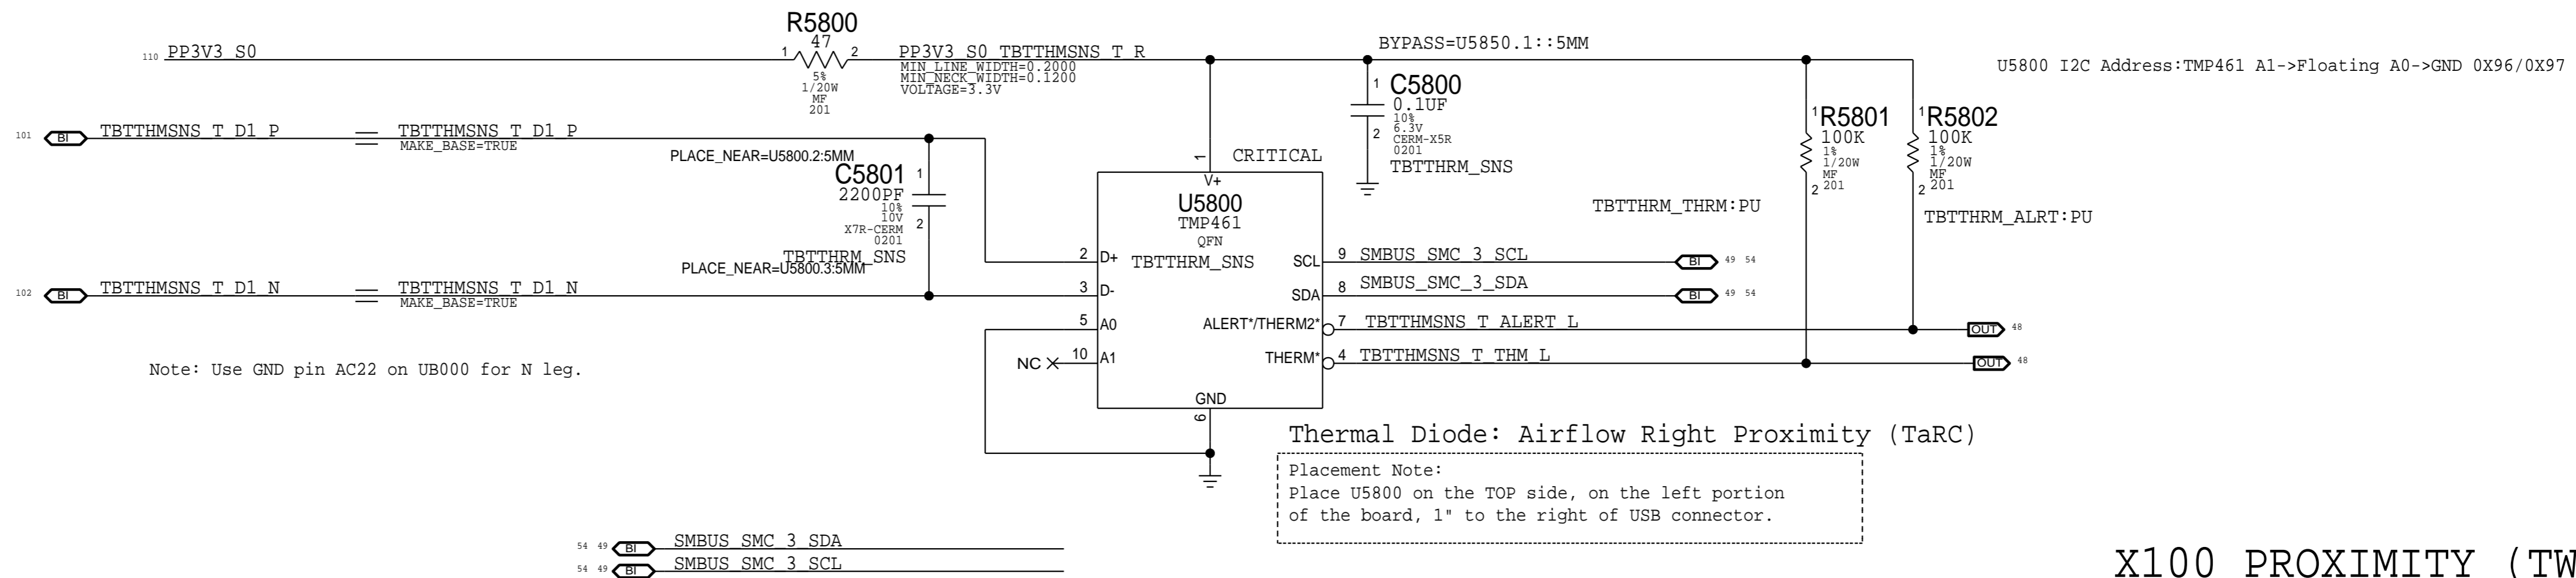 R5800
47
1 2
5%
1/20W
MF
201
110 PP3V3_S0
PP3V3_S0_TBTTHMSNS_T_R
MIN_LINE_WIDTH=0.2000
MIN_NECK_WIDTH=0.1200
VOLTAGE=3.3V
BYPASS=U5850.1::5MM
U5800 I2C Address:TMP461 A1->Floating A0->GND 0X96/0X97
1 C5800
0.1UF
10%
6.3V
2 CERM-X5R
0201
TBTTHRM_SNS
1 R5801
100K
1%
1/20W
MF
2 201
TBTTHRM_THRM:PU
1 R5802
100K
1%
1/20W
MF
2 201
TBTTHRM_ALRT:PU
101 BI TBTTHMSNS_T_D1_P TBTTHMSNS_T_D1_P
MAKE_BASE=TRUE
PLACE_NEAR=U5800.2:5MM
C5801 1
2200PF
10%
10V 2
X7R-CERM
0201
TBTTHRM_SNS
PLACE_NEAR=U5800.3:5MM
102 BI TBTTHMSNS_T_D1_N TBTTHMSNS_T_D1_N
MAKE_BASE=TRUE
Note: Use GND pin AC22 on UB000 for N leg.
CRITICAL
1
V+
U5800
TMP461
QFN
TBTTHRM_SNS
2 D+
3 D-
5 A0
NC 10 A1
GND
6
SCL 9 SMBUS_SMC_3_SCL BI 49 54
SDA 8 SMBUS_SMC_3_SDA BI 49 54
ALERT*/THERM2* 7 TBTTHMSNS_T_ALERT_L OUT 48
THERM* 4 TBTTHMSNS_T_THM_L OUT 48
Thermal Diode: Airflow Right Proximity (TaRC)
Placement Note:
Place U5800 on the TOP side, on the left portion
of the board, 1" to the right of USB connector.
54 49 BI SMBUS_SMC_3_SDA
54 49 BI SMBUS_SMC_3_SCL
X100 PROXIMITY (TW